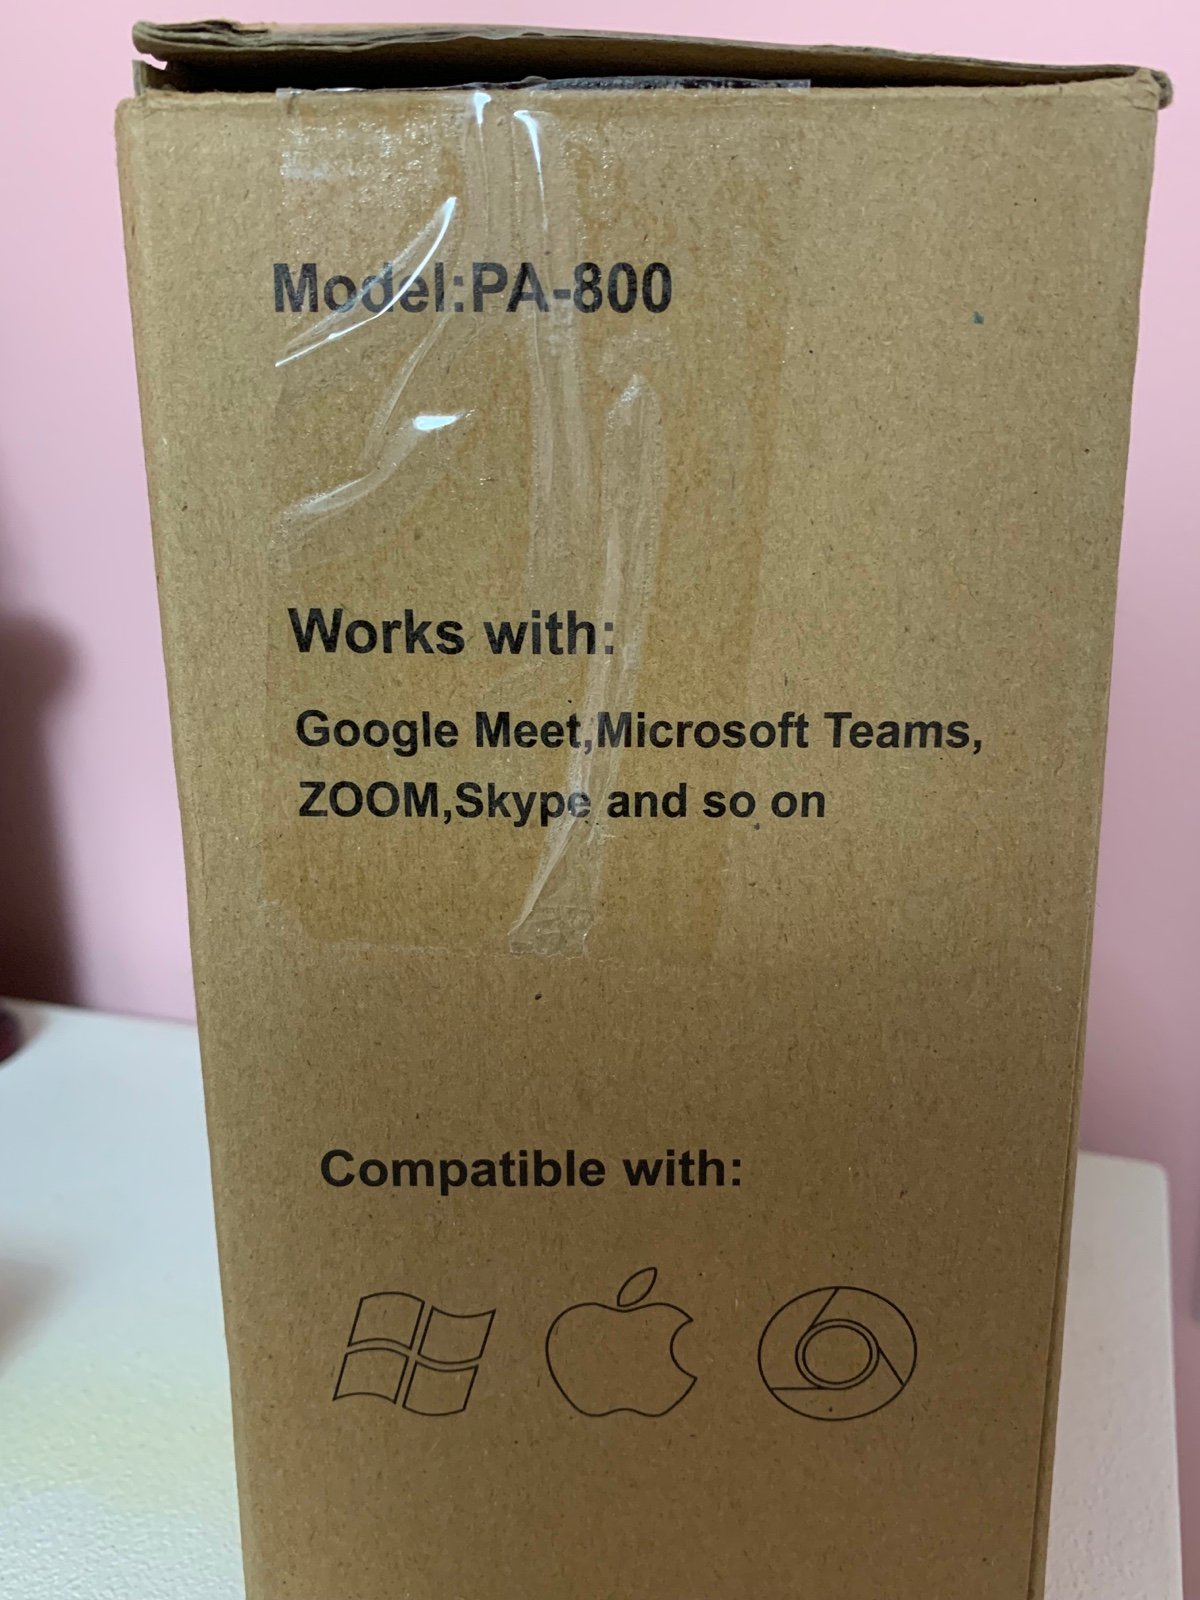 Model:PA-800
Works with:
Google Meet,Microsoft Teams,
ZOOM,Skype and so on
Compatible with: